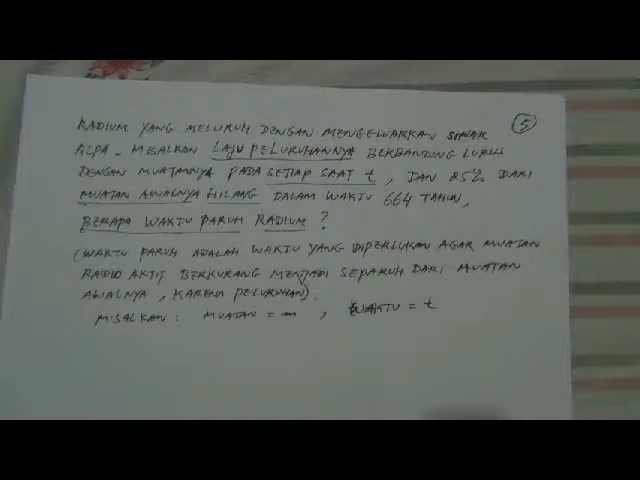 5
RADIUM YANG MELURUH DENGAN MENGELUARKAN SINAR
ALPA. MISALKAN LAJU PELURUHANNYA BERBANDING LURUS
DENGAN MUATANNYA PADA SETIAP SAAT t, DAN 25% DARI
MUATAN AWALNYA HILANG DALAM WAKTU 664 TAHUN,
BERAPA WAKTU PARUH RADIUM?
(WAKTU PARUH ADALAH WAKTU YANG DIPERLUKAN AGAR MUATAN
RADIO AKTIF BERKURANG MENJADI SEPARUH DARI MUATAN
AWALNYA, KARENA PELURUHAN).
MISALKAN: MUATAN = m, WAKTU = t